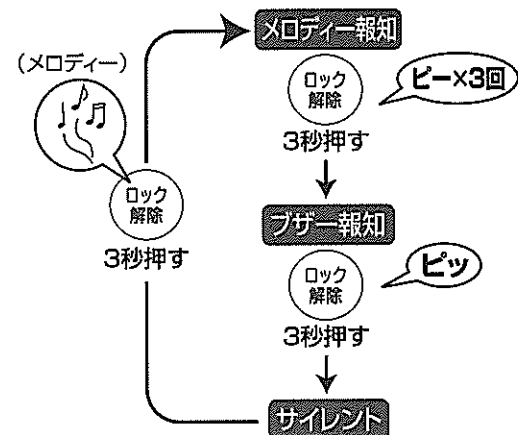 メロディー報知
(メロディー)
ロック
解除
ピー×3回
3秒押す
ロック
解除
3秒押す
ブザー報知
ロック
解除
ピッ
3秒押す
サイレント